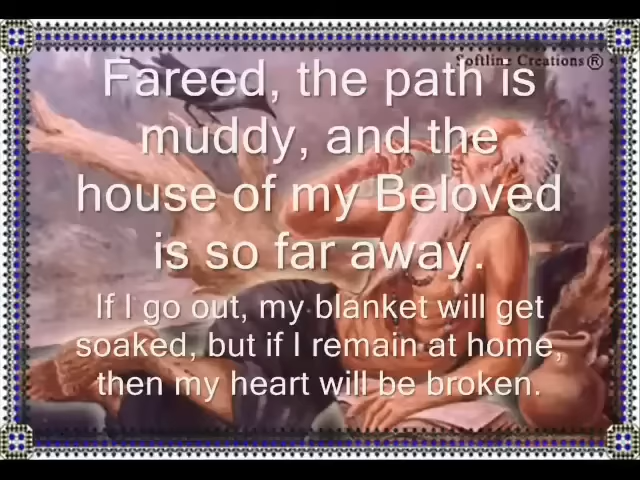 Softline Creations®
Fareed, the path is
muddy, and the
house of my Beloved
is so far away.
If I go out, my blanket will get
soaked, but if I remain at home,
then my heart will be broken.